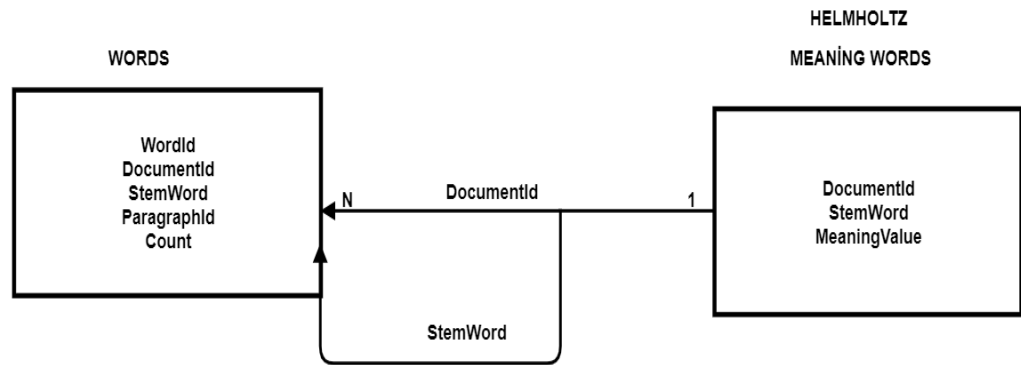 HELMHOLTZ
WORDS
MEANİNG WORDS
WordId
DocumentId
StemWord
ParagraphId
Count
N
DocumentId
1
DocumentId
StemWord
MeaningValue
StemWord